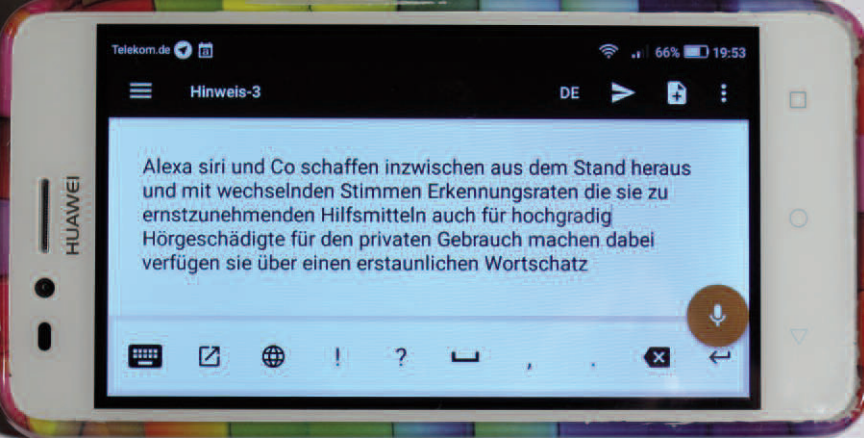 Telekom.de 66% 19:53
Hinweis-3 DE
Alexa siri und Co schaffen inzwischen aus dem Stand heraus
und mit wechselnden Stimmen Erkennungsraten die sie zu
ernstzunehmenden Hilfsmitteln auch für hochgradig
Hörgeschädigte für den privaten Gebrauch machen dabei
verfügen sie über einen erstaunlichen Wortschatz
! ? , .
HUAWEI